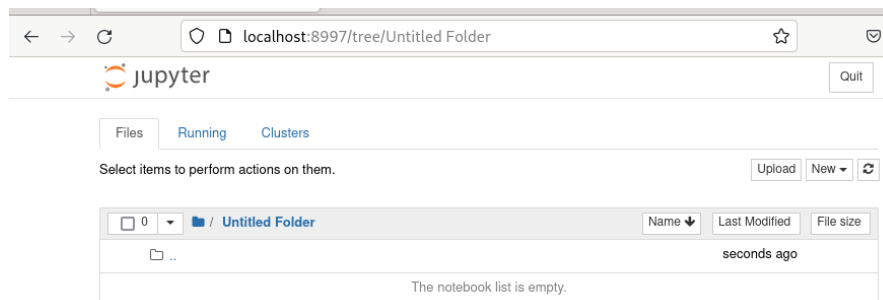 localhost:8997/tree/Untitled Folder
jupyter
Quit
Files Running Clusters
Select items to perform actions on them.
Upload New
0 / Untitled Folder Name Last Modified File size
.. seconds ago
The notebook list is empty.